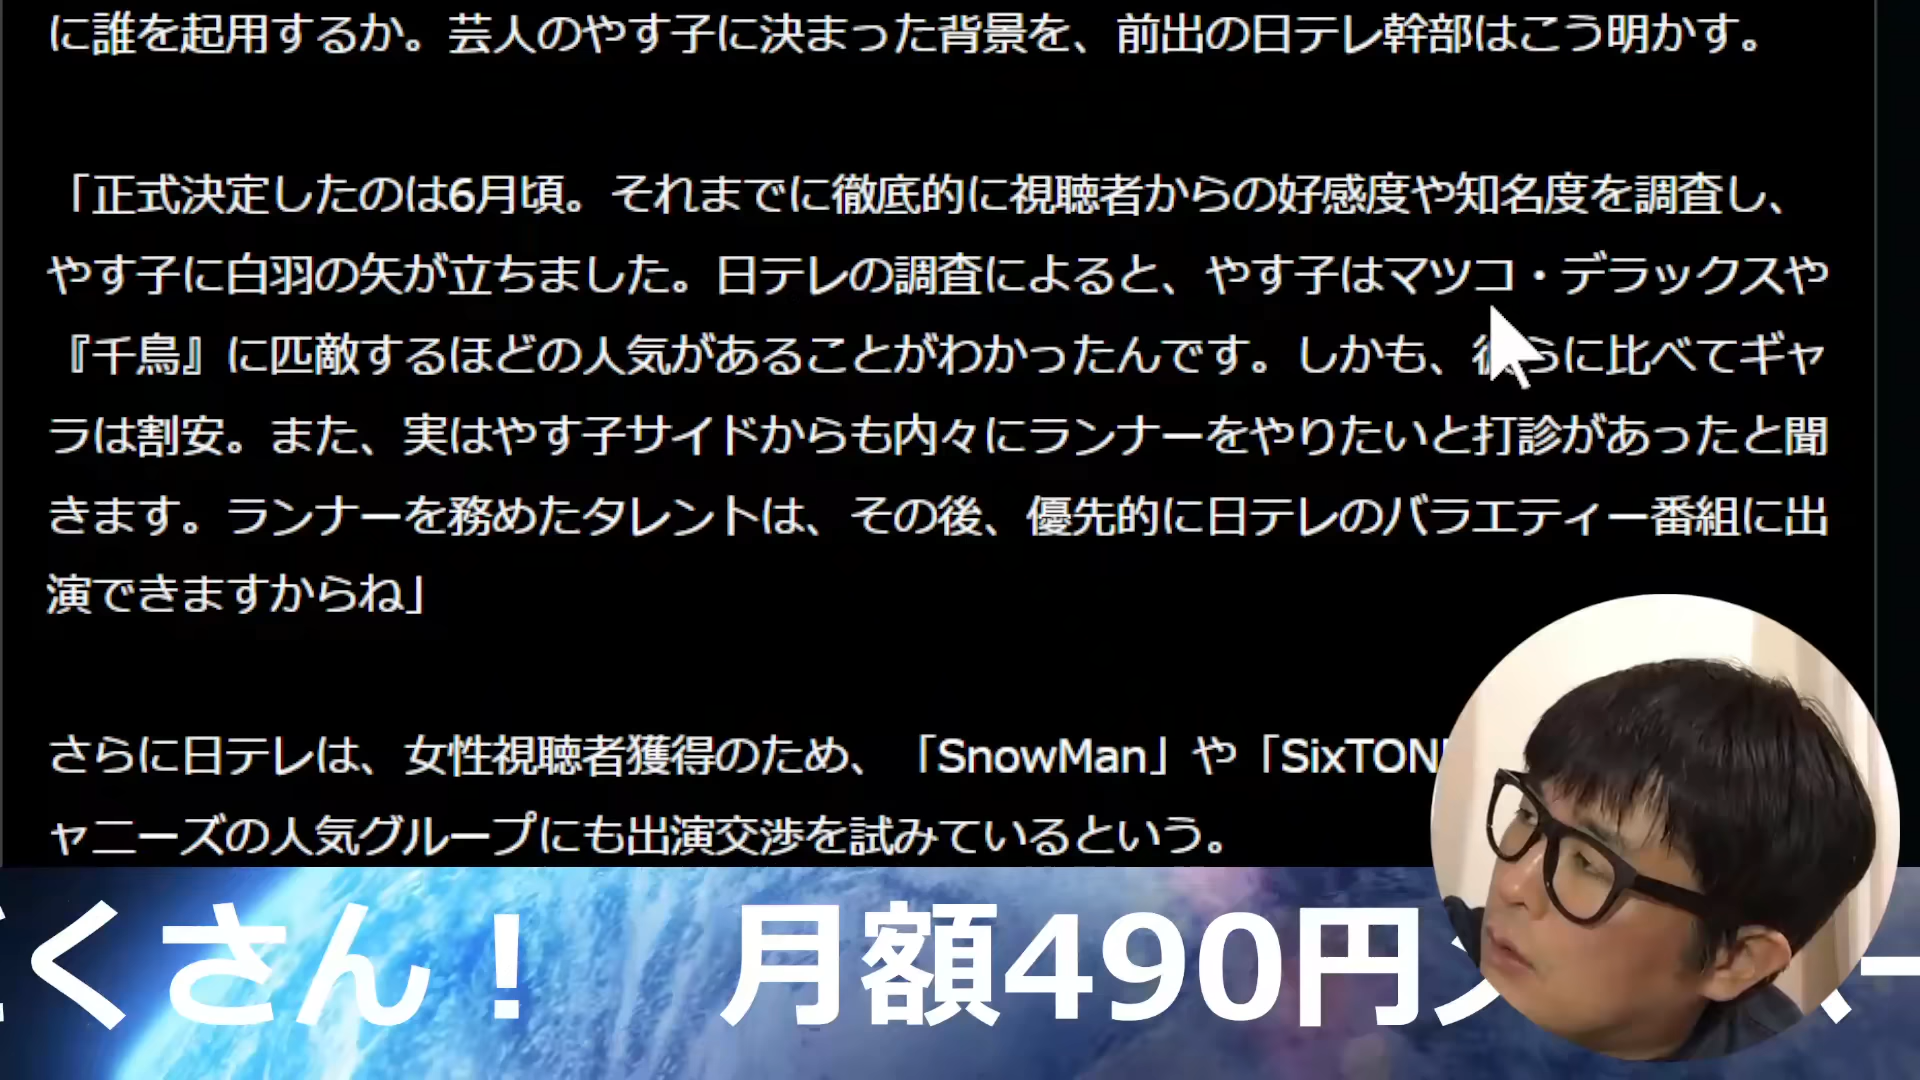 に誰を起用するか。芸人のやす子に決まった背景を、前出の日テレ幹部はこう明かす。
「正式決定したのは6月頃。それまでに徹底的に視聴者からの好感度や知名度を調査し、
やす子に白羽の矢が立ちました。日テレの調査によると、やす子はマツコ・デラックスや
『千鳥』に匹敵するほどの人気があることがわかったんです。しかも、彼らに比べてギャ
ラは割安。また、実はやす子サイドからも内々にランナーをやりたいと打診があったと聞
きます。ランナーを務めたタレントは、その後、優先的に日テレのバラエティー番組に出
演できますからね」
さらに日テレは、女性視聴者獲得のため、「SnowMan」や「SixTON
ャニーズの人気グループにも出演交渉を試みているという。
くさん！ 月額490円